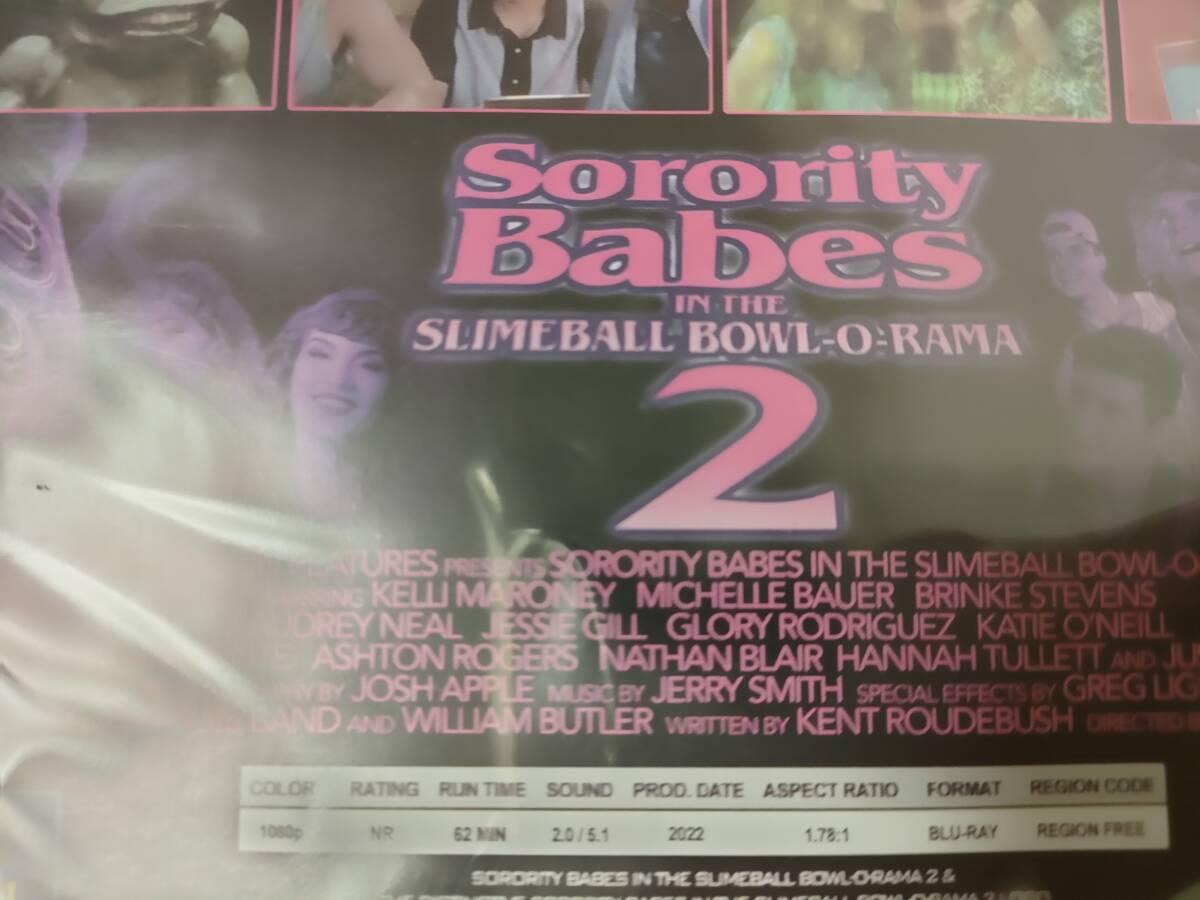 Sorority
Babes
IN THE
SLIMEBALL BOWL-O-RAMA
2
PRESENTS SORORITY BABES IN THE SLIMEBALL BOWL-O
KELLI MARONEY MICHELLE BAUER BRINKE STEVENS
NEAL JESSIE GILL GLORY RODRIGUEZ KATIE O'NEILL
ASHTON ROGERS NATHAN BLAIR HANNAH TULLETT AND
BY JOSH APPLE MUSIC BY JERRY SMITH SPECIAL EFFECTS BY GREG
BAND AND WILLIAM BUTLER WRITTEN BY KENT ROUDEBUSH DIRECTED
COLOR RATING RUN TIME SOUND PROD. DATE ASPECT RATIO FORMAT REGION CODE
1080p NR 62 MIN 2.0 / 5.1 2022 1.78:1 BLU-RAY REGION FREE
SORORITY BABES IN THE SLIMEBALL BOWL-O-RAMA 2 &